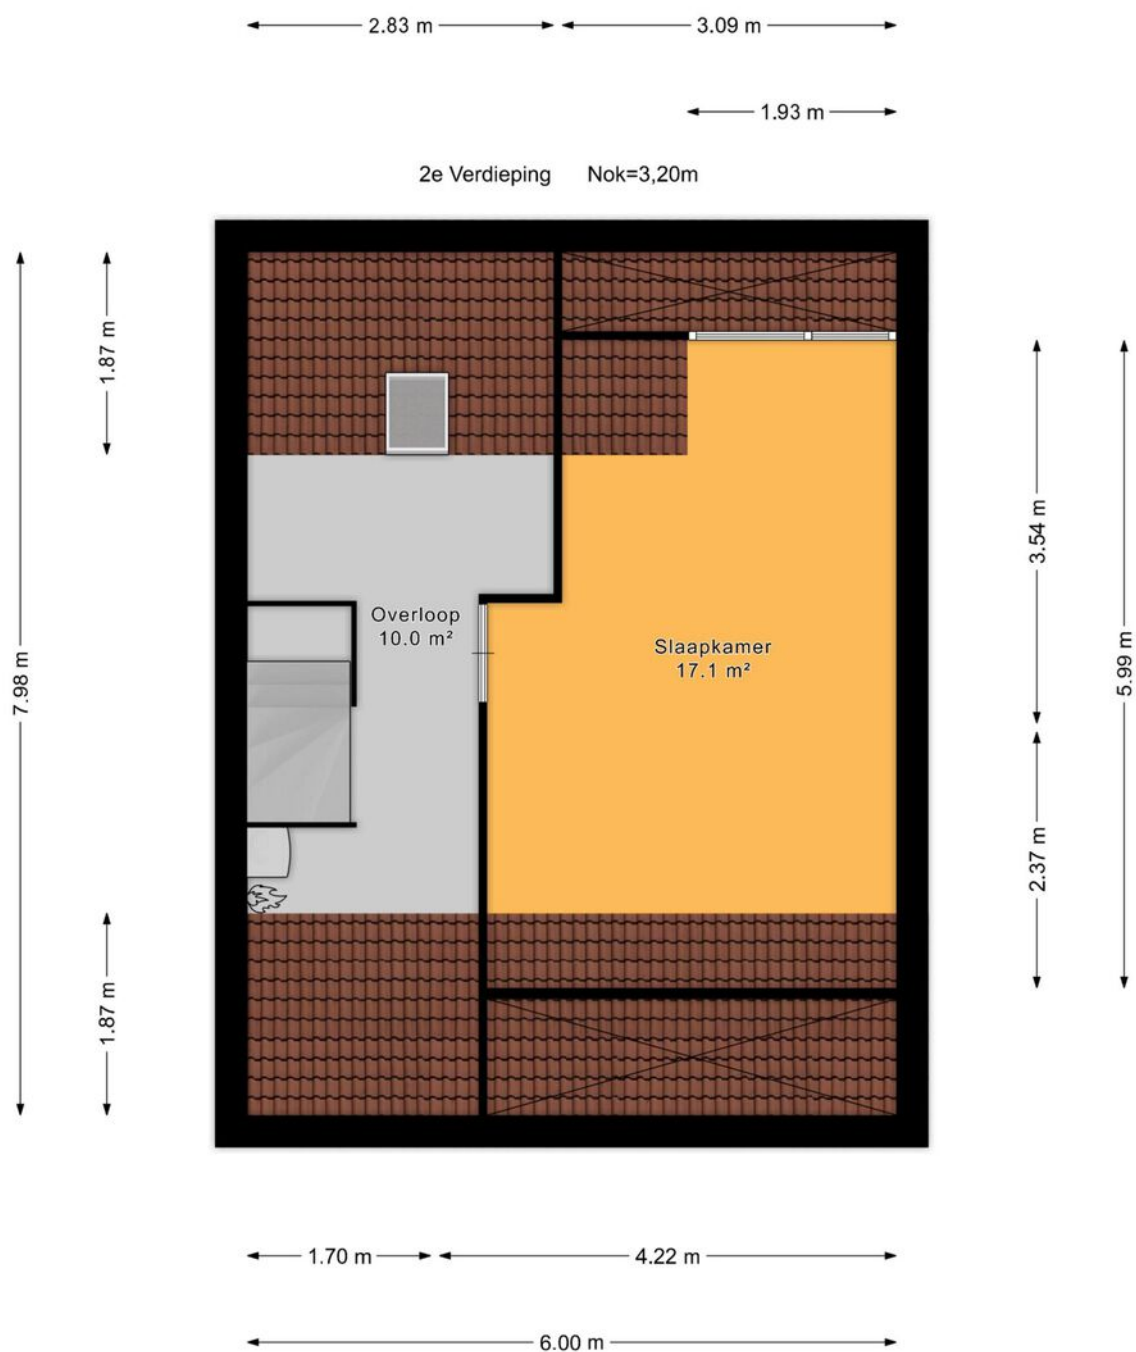 2.83 m
3.09 m
1.93 m
2e Verdieping Nok=3,20m
1.87 m
3.54 m
Overloop
10.0 m²
Slaapkamer
17.1 m²
7.98 m
5.99 m
2.37 m
1.87 m
1.70 m
4.22 m
6.00 m